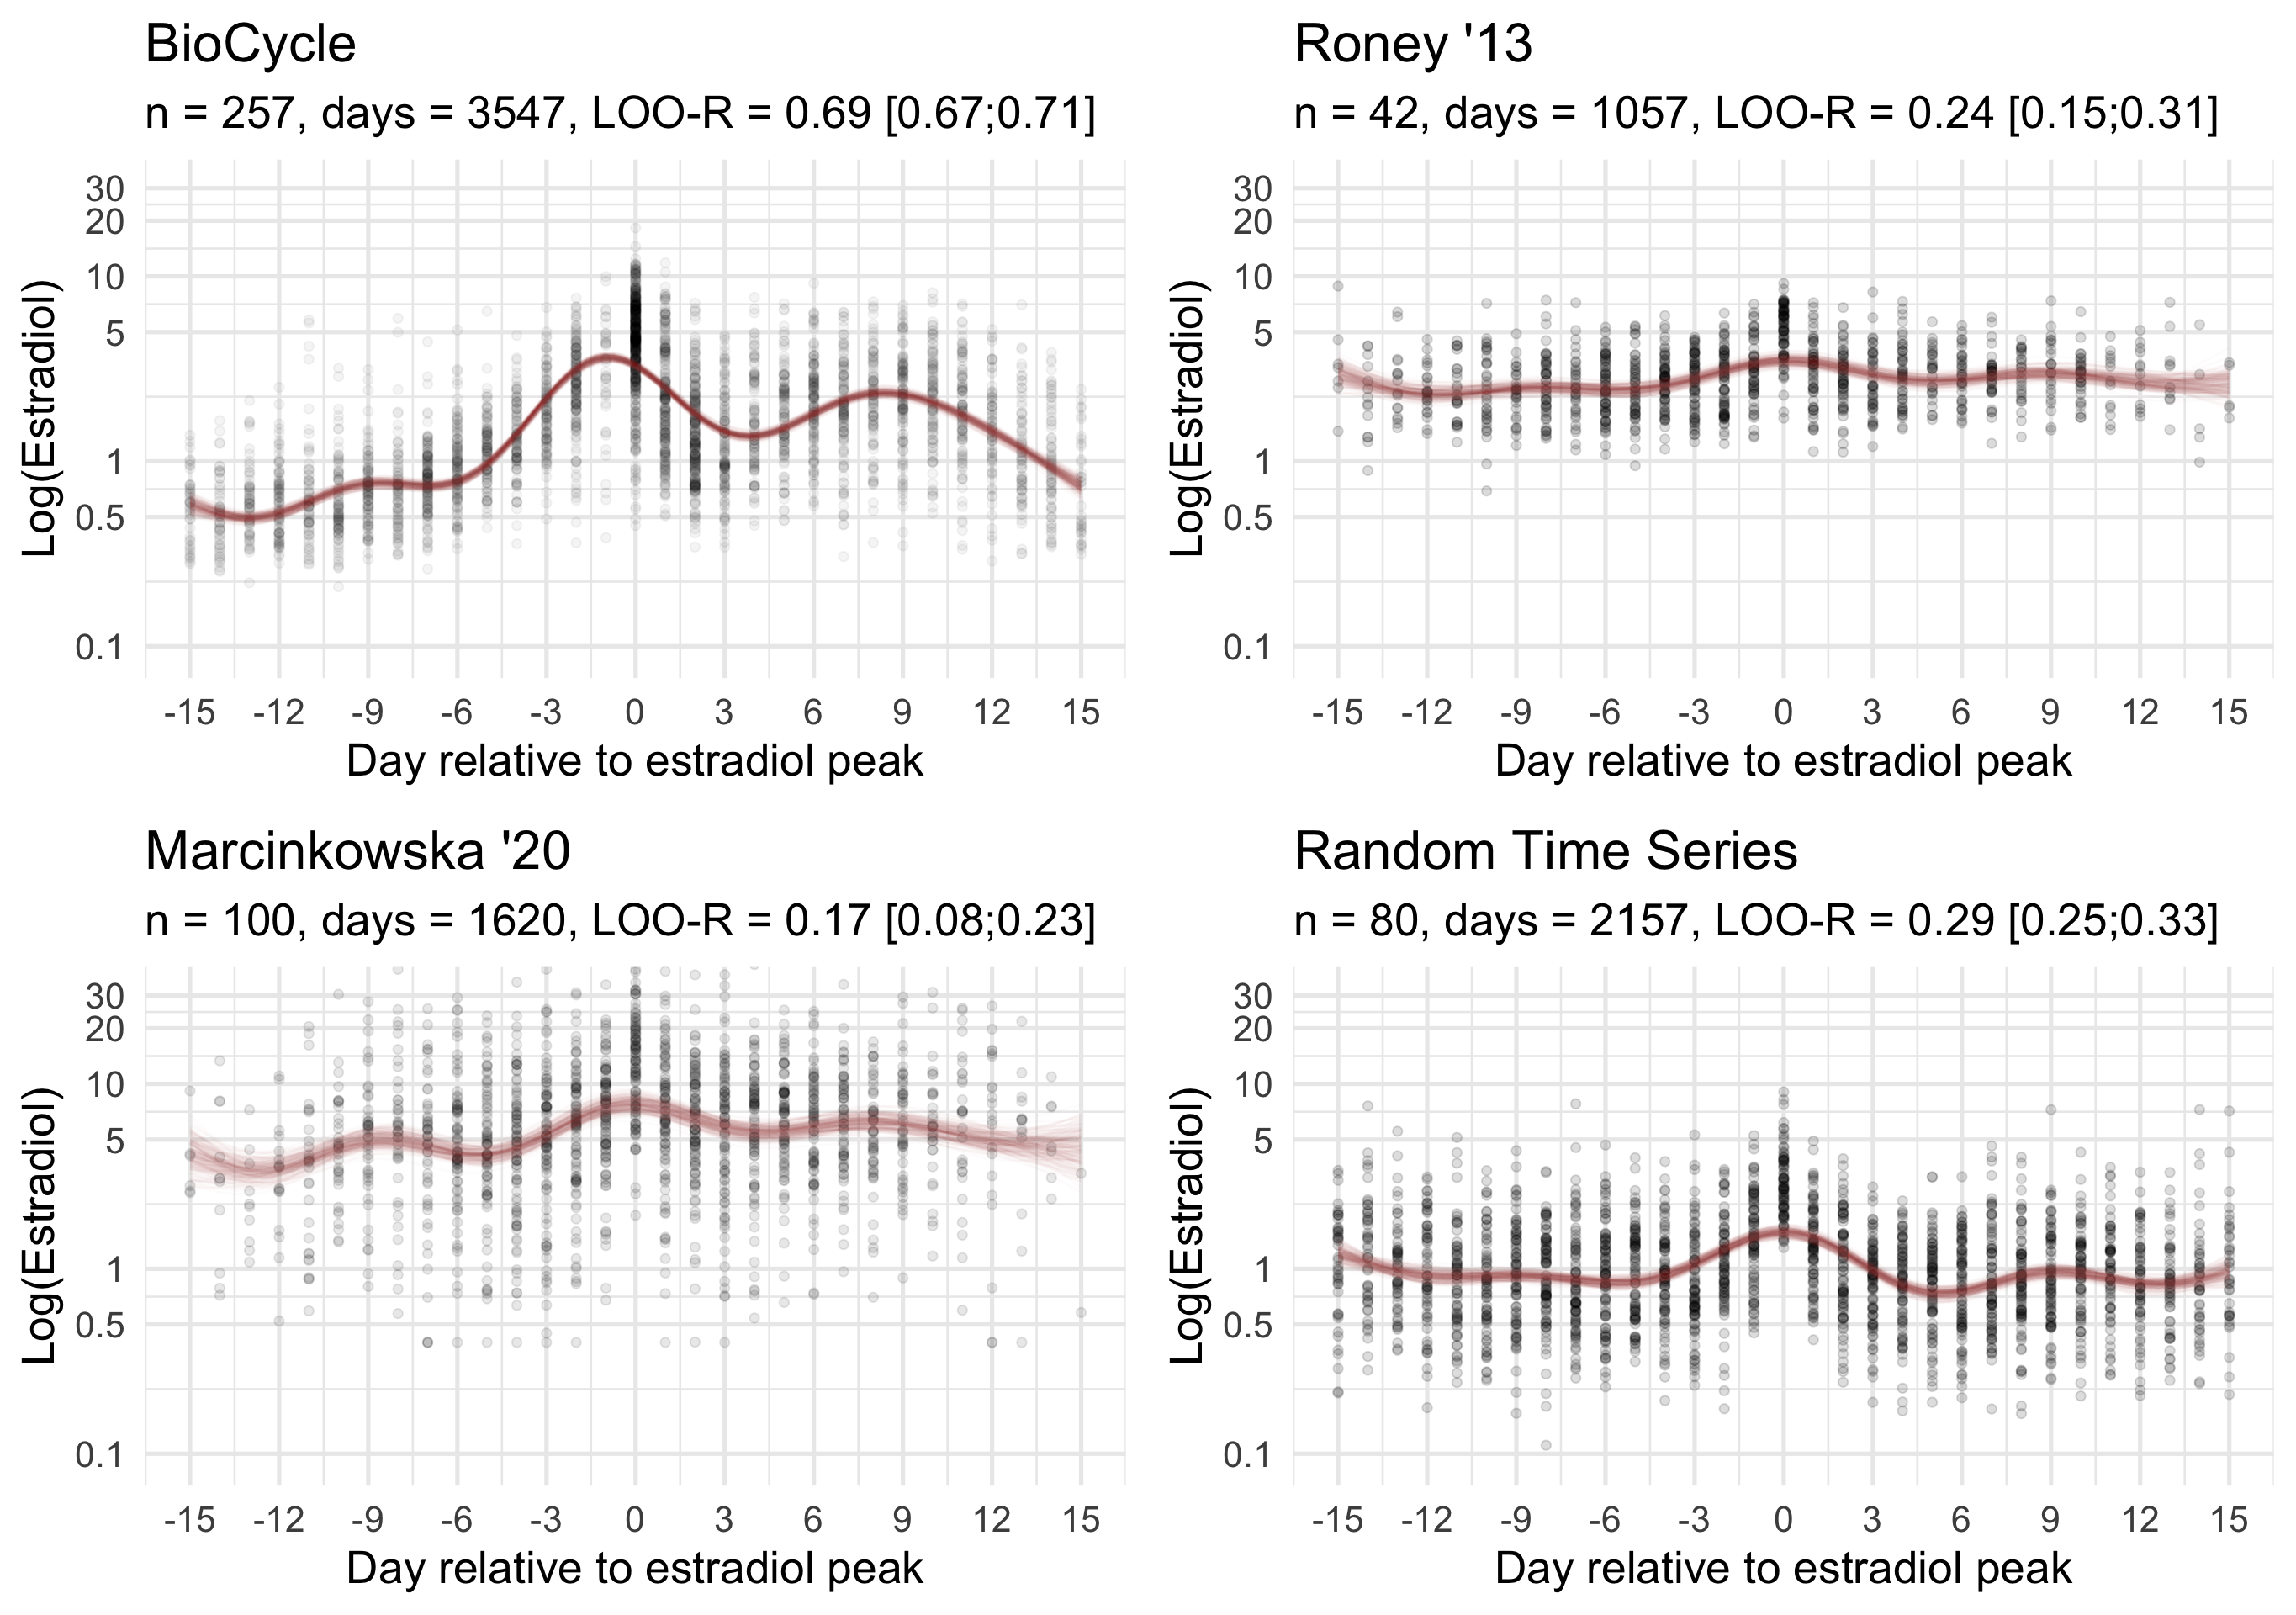 BioCycle
n = 257, days = 3547, LOO-R = 0.69 [0.67;0.71]
Log(Estradiol)
30
20
10
5
1
0.5
0.1
-15 -12 -9 -6 -3 0 3 6 9 12 15
Day relative to estradiol peak
Roney '13
n = 42, days = 1057, LOO-R = 0.24 [0.15;0.31]
Log(Estradiol)
30
20
10
5
1
0.5
0.1
-15 -12 -9 -6 -3 0 3 6 9 12 15
Day relative to estradiol peak
Marcinkowska '20
n = 100, days = 1620, LOO-R = 0.17 [0.08;0.23]
Log(Estradiol)
30
20
10
5
1
0.5
0.1
-15 -12 -9 -6 -3 0 3 6 9 12 15
Day relative to estradiol peak
Random Time Series
n = 80, days = 2157, LOO-R = 0.29 [0.25;0.33]
Log(Estradiol)
30
20
10
5
1
0.5
0.1
-15 -12 -9 -6 -3 0 3 6 9 12 15
Day relative to estradiol peak